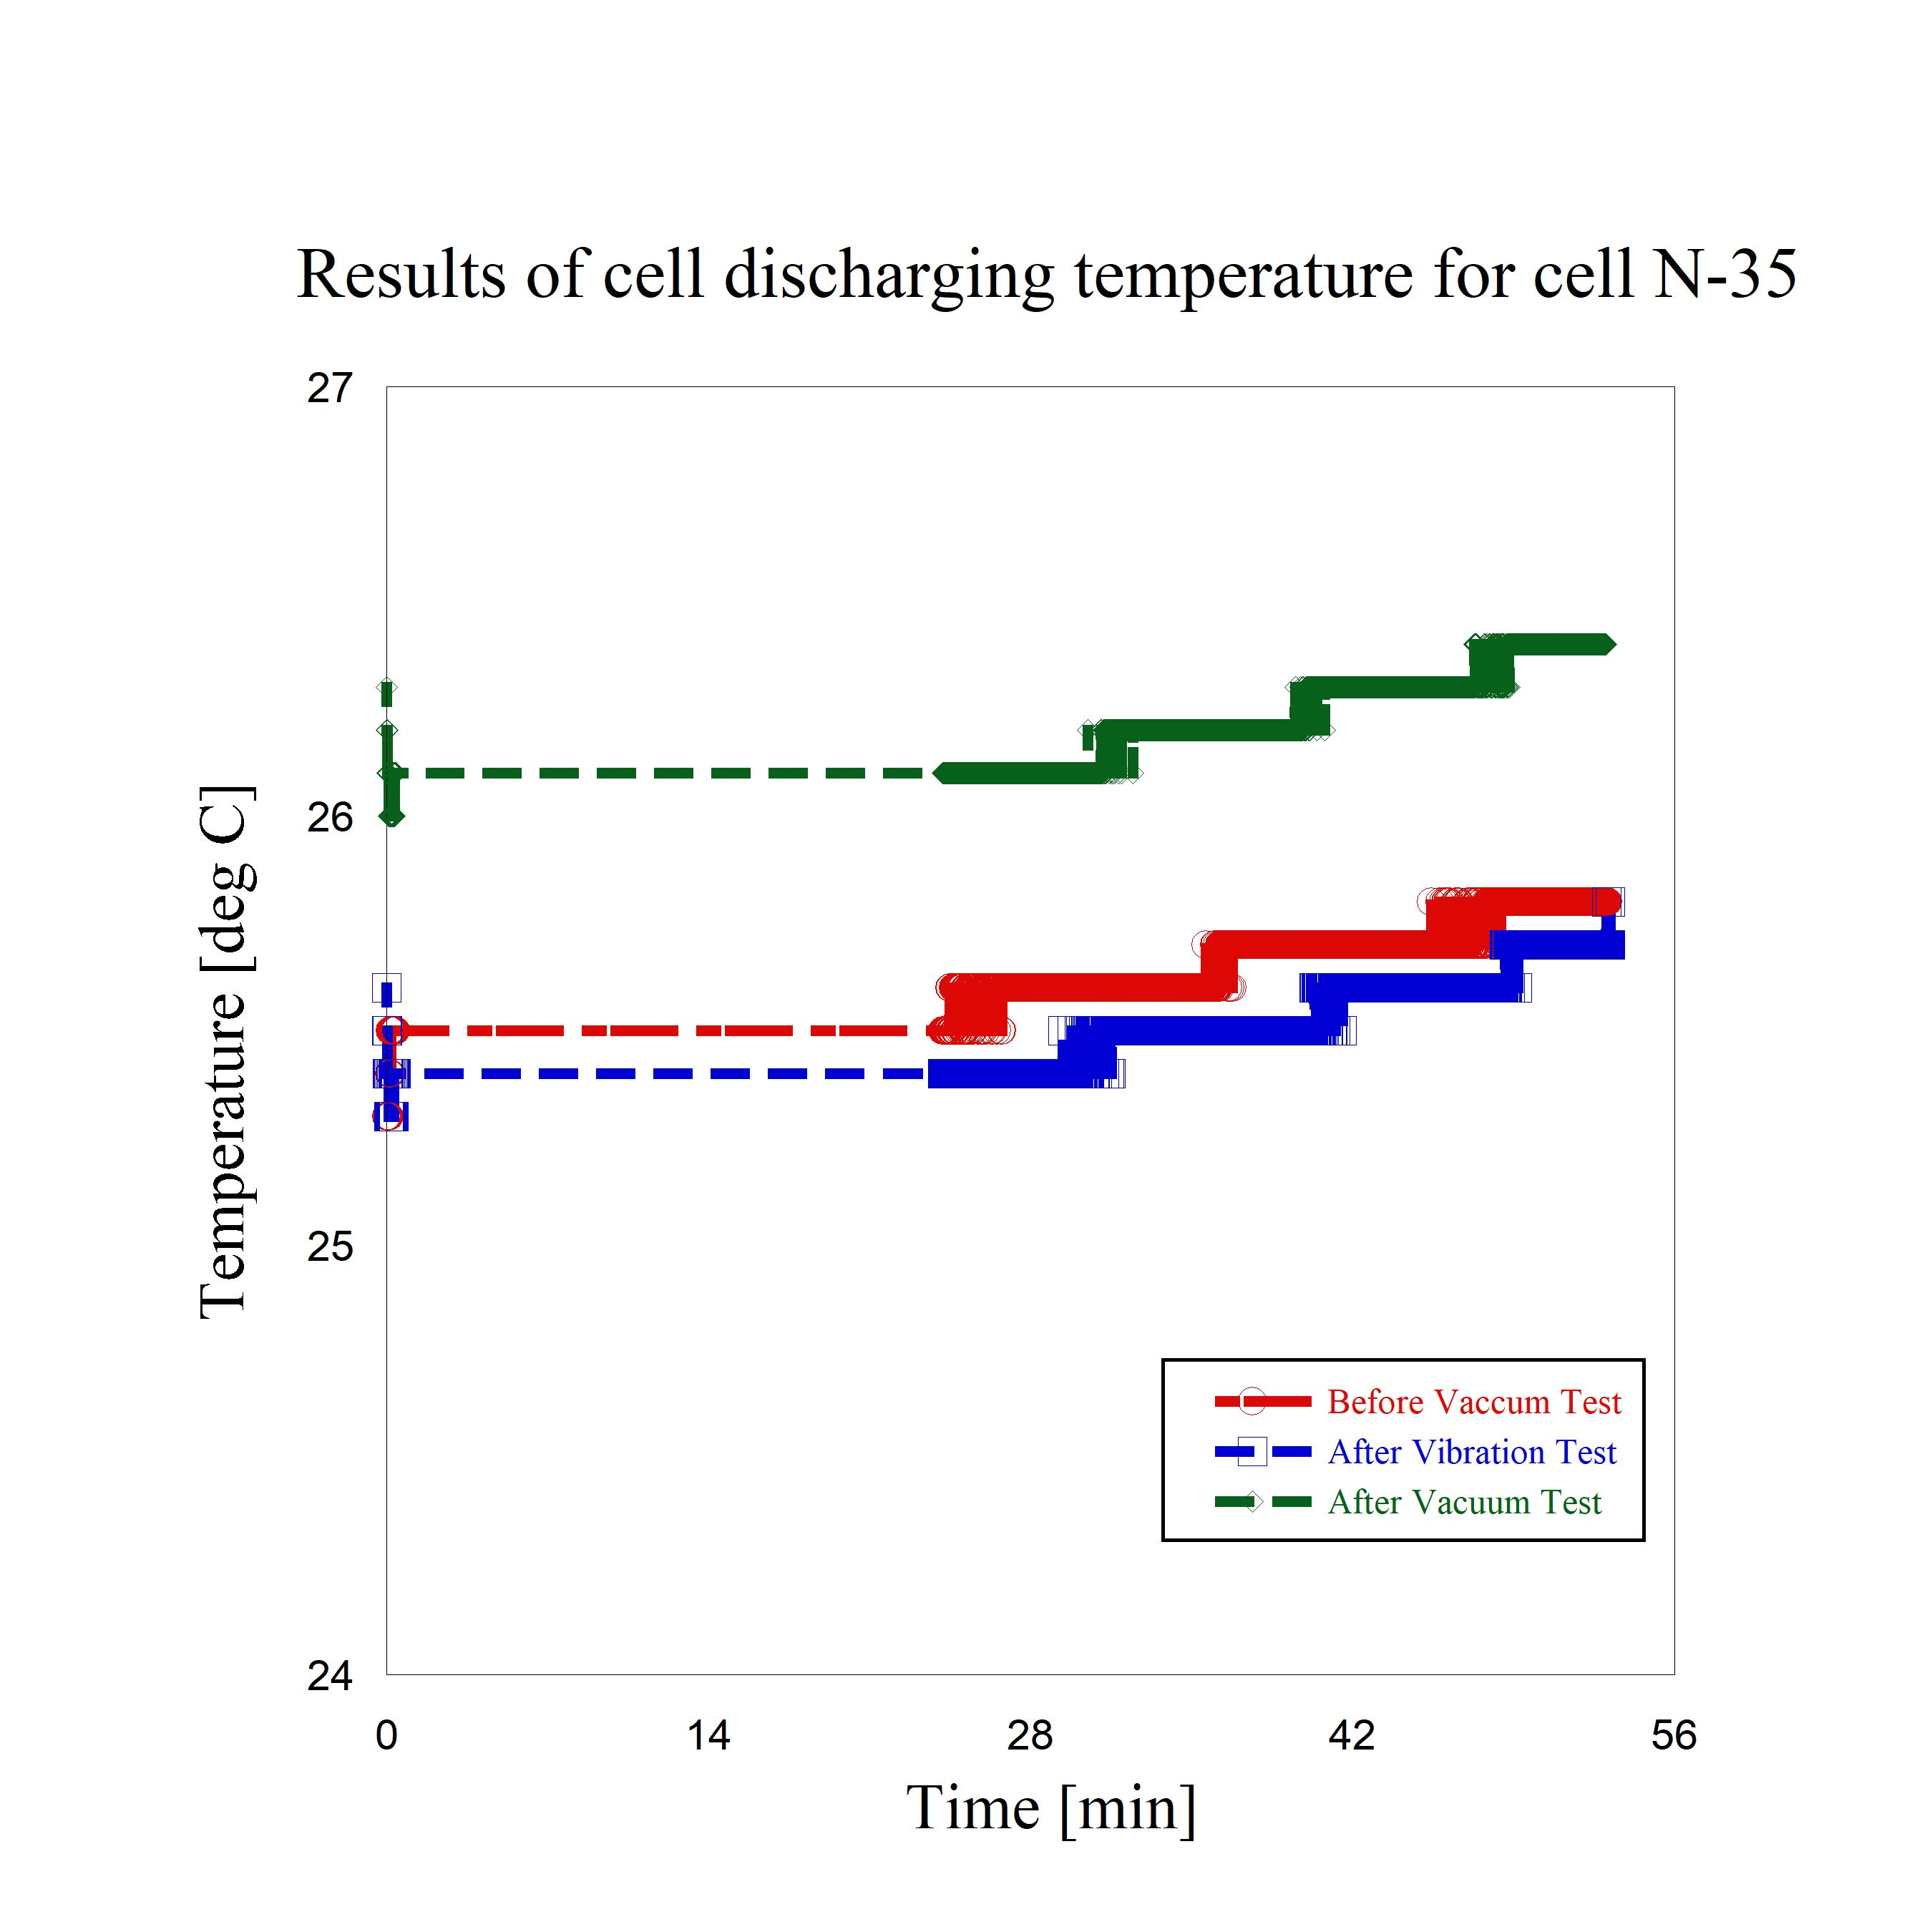 Results of cell discharging temperature for cell N-35
27
26
25
24
Temperature [deg C]
0 14 28 42 56
Time [min]
Before Vaccum Test
After Vibration Test
After Vacuum Test